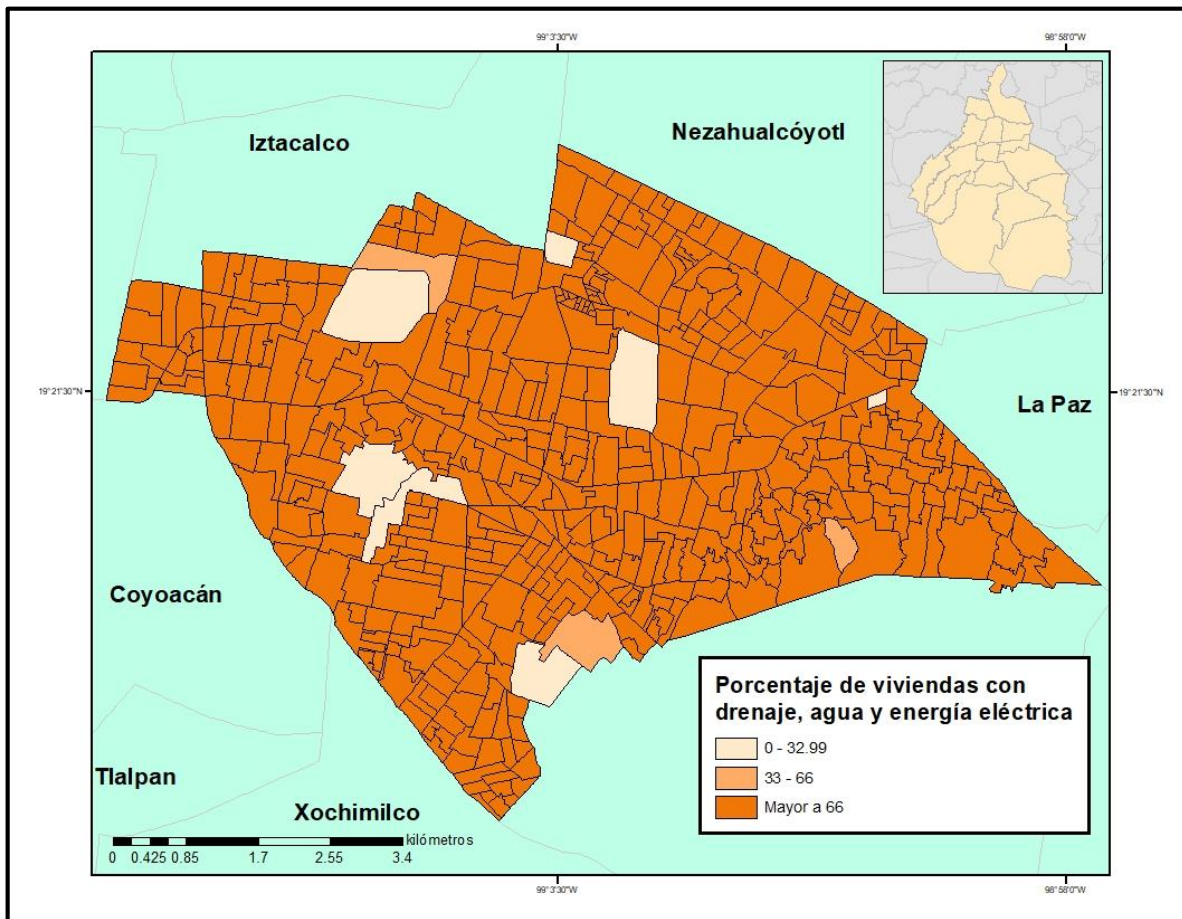 99°3'30"W
98°58'0"W
Iztacalco
Nezahualcóyotl
19°21'30"N
19°21'30"N
La Paz
Coyoacán
Porcentaje de viviendas con
drenaje, agua y energía eléctrica
0 - 32.99
33 - 66
Mayor a 66
Tlalpan
Xochimilco
kilómetros
0 0.425 0.85 1.7 2.55 3.4
99°3'30"W
98°58'0"W